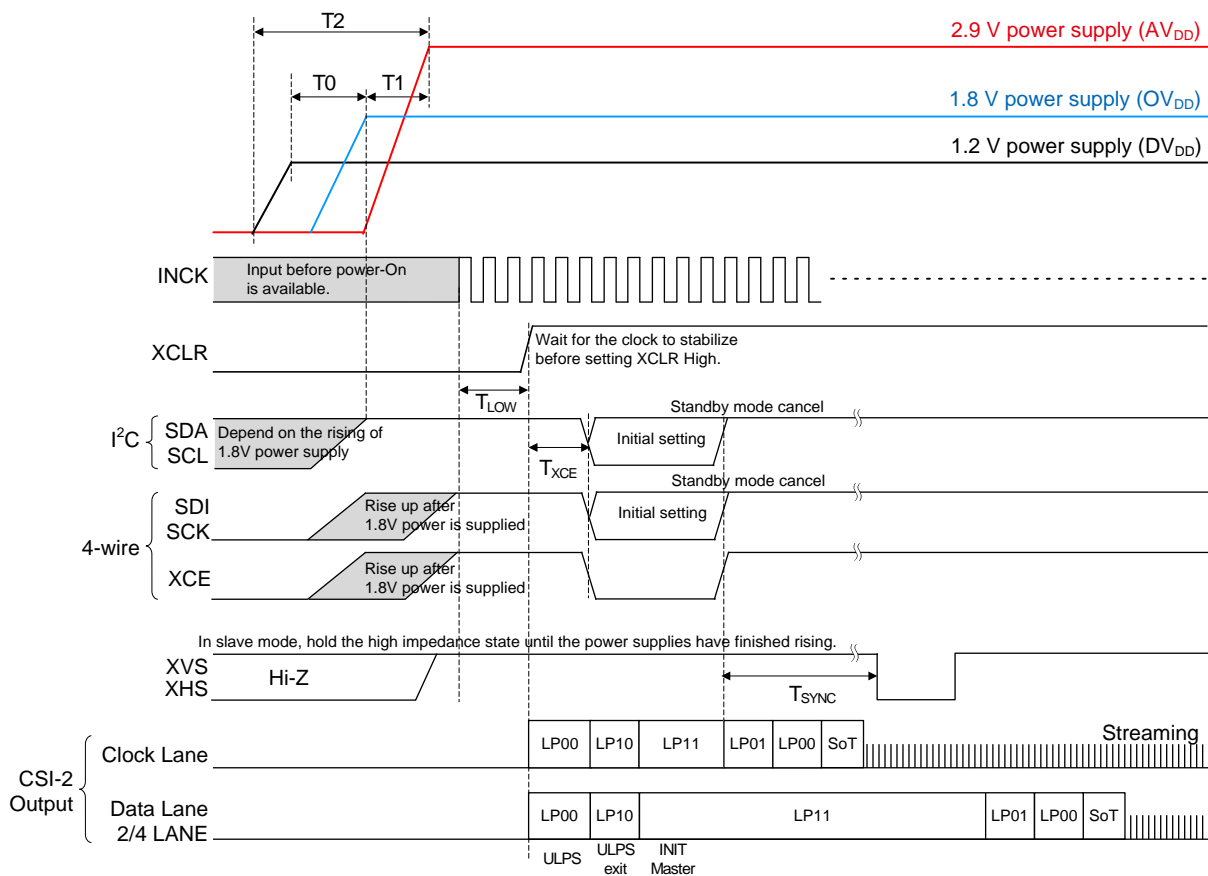 T2
2.9 V power supply (AVDD)
T0
T1
1.8 V power supply (OVDD)
1.2 V power supply (DVDD)
INCK
Input before power-On
is available.
XCLR
Wait for the clock to stabilize
before setting XCLR High.
TLOW
Standby mode cancel
I2C
SDA
SCL
Depend on the rising of
1.8V power supply
Initial setting
TXCE
Standby mode cancel
4-wire
SDI
SCK
Rise up after
1.8V power is supplied
Initial setting
XCE
Rise up after
1.8V power is supplied
In slave mode, hold the high impedance state until the power supplies have finished rising.
XVS
XHS
Hi-Z
TSYNC
CSI-2
Output
Clock Lane
LP00
LP10
LP11
LP01
LP00
SoT
Streaming
Data Lane
2/4 LANE
LP00
LP10
LP11
LP01
LP00
SoT
ULPS
ULPS
exit
INIT
Master